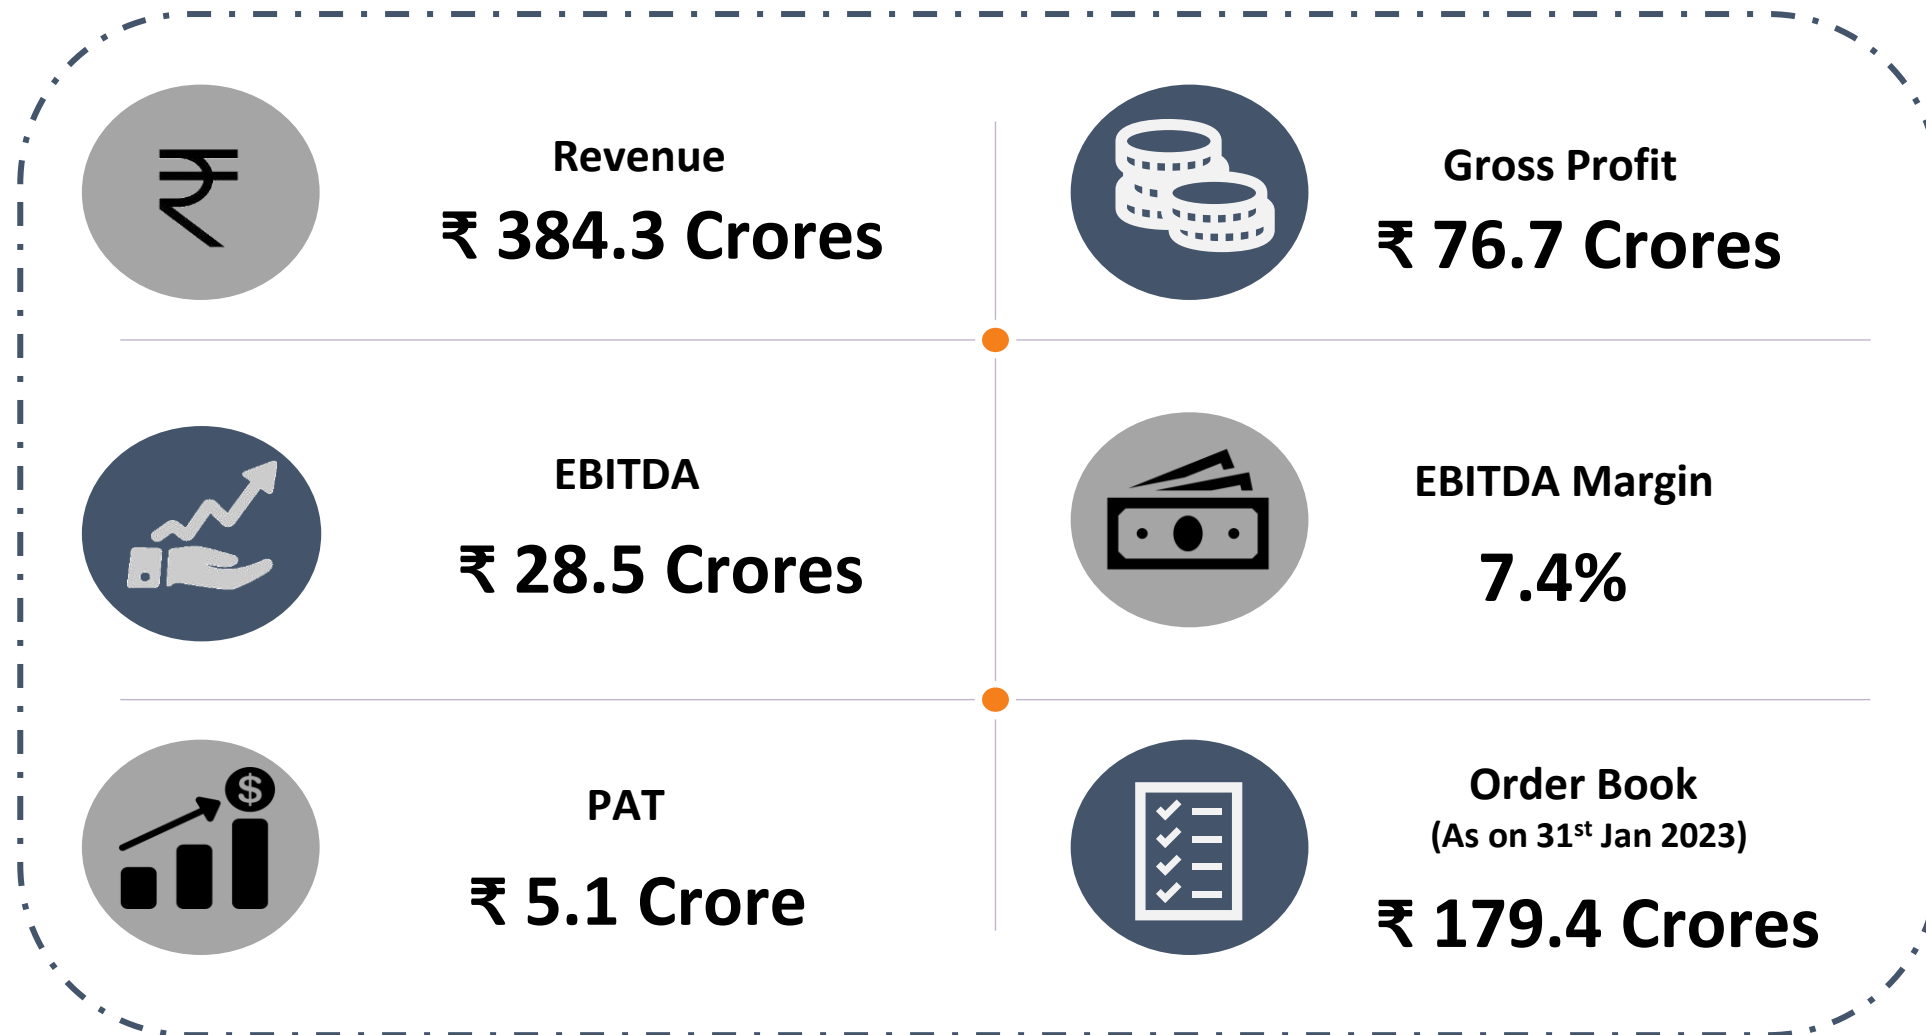 Revenue
₹ 384.3 Crores
Gross Profit
₹ 76.7 Crores
EBITDA
₹ 28.5 Crores
EBITDA Margin
7.4%
PAT
₹ 5.1 Crore
Order Book
(As on 31st Jan 2023)
₹ 179.4 Crores
₹
$